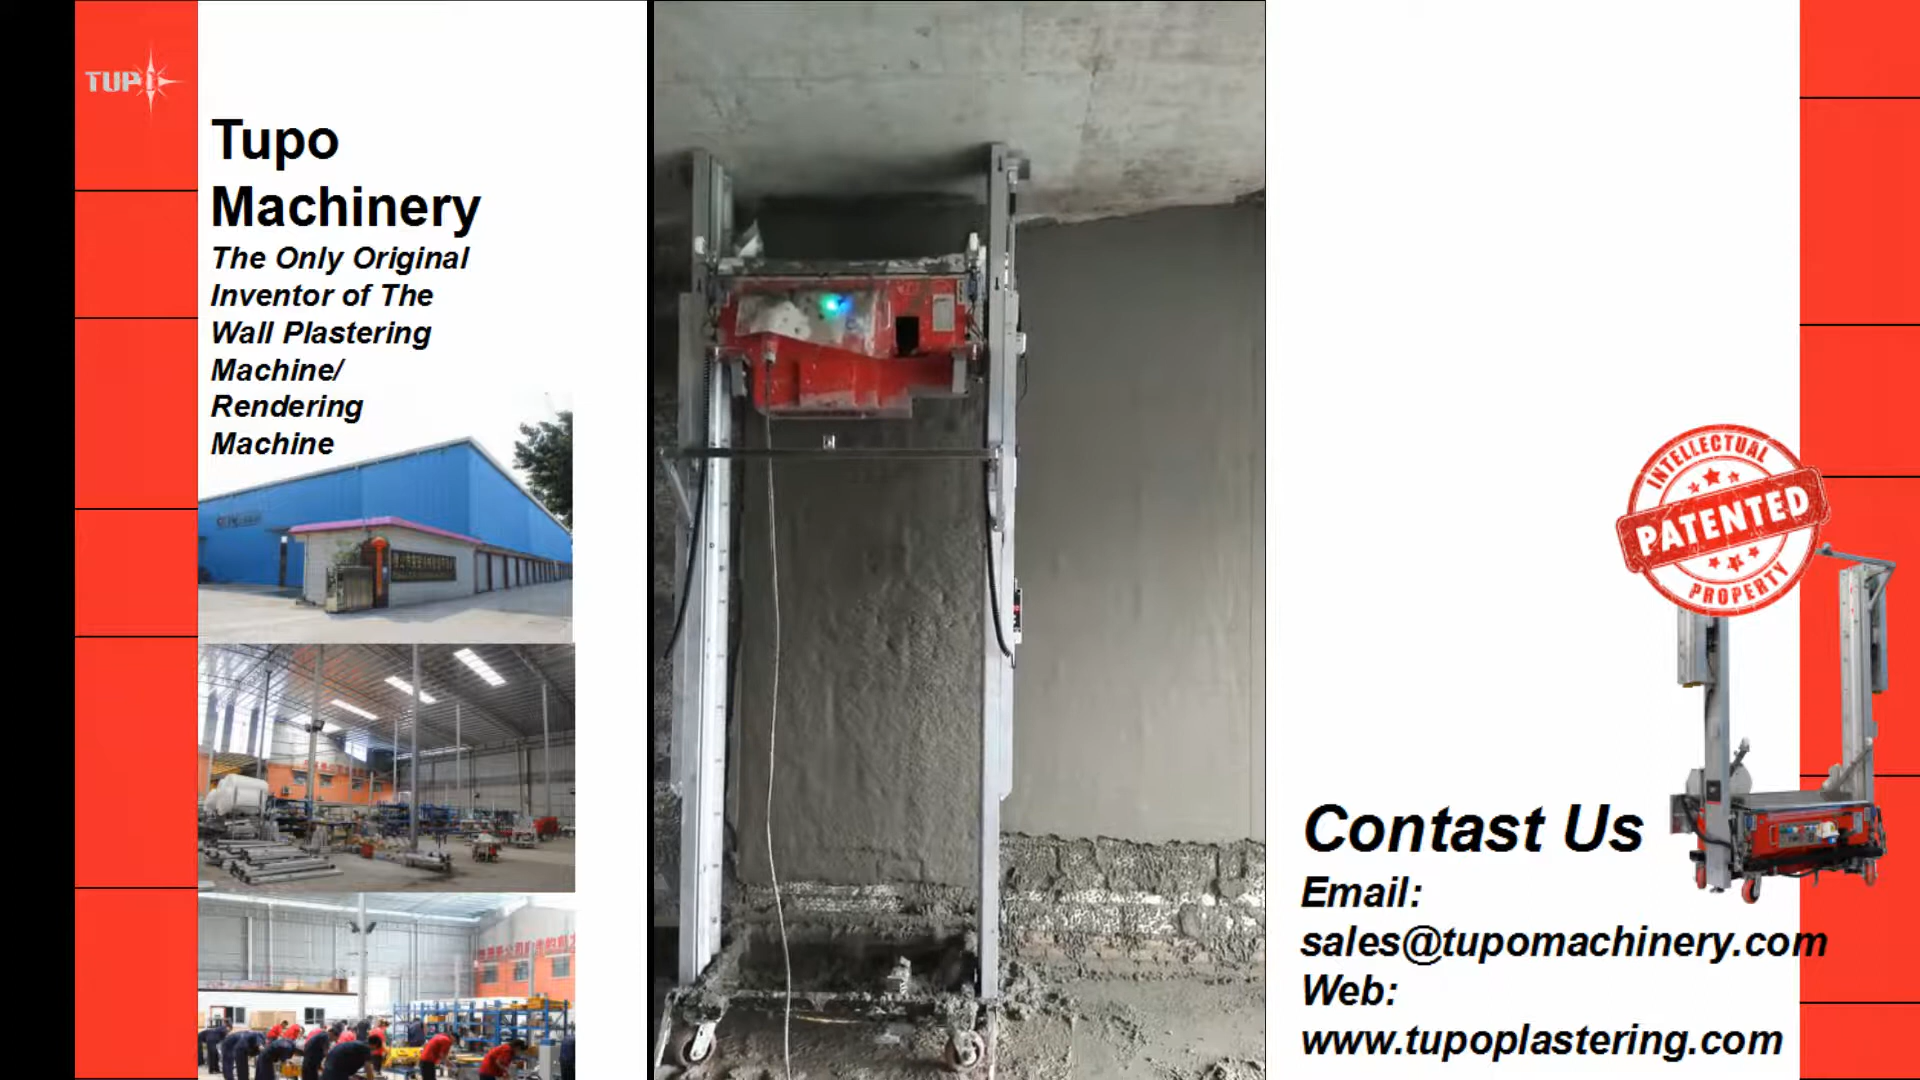 TUPO
Tupo
Machinery
The Only Original
Inventor of The
Wall Plastering
Machine/
Rendering
Machine
INTELLECTUAL
PATENTED
PROPERTY
Contast Us
Email:
sales@tupomachinery.com
Web:
www.tupoplastering.com